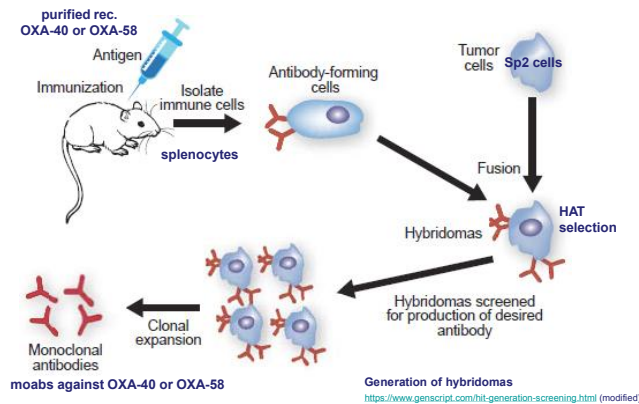 purified rec.
OXA-40 or OXA-58
Antigen
Immunization
Isolate
immune cells
splenocytes
Antibody-forming
cells
Tumor
cells
Sp2 cells
Fusion
HAT
selection
Hybridomas
Hybridomas screened
for production of desired
antibody
Clonal
expansion
Monoclonal
antibodies
moabs against OXA-40 or OXA-58
Generation of hybridomas
https://www.genscript.com/hit-generation-screening.html (modified